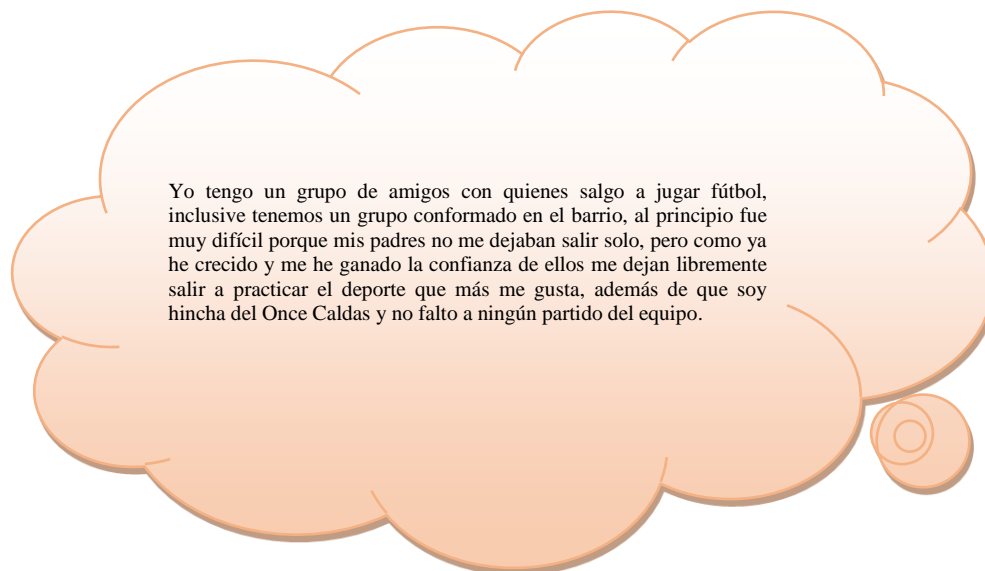 Yo tengo un grupo de amigos con quienes salgo a jugar fútbol,
inclusive tenemos un grupo conformado en el barrio, al principio fue
muy difícil porque mis padres no me dejaban salir solo, pero como ya
he crecido y me he ganado la confianza de ellos me dejan libremente
salir a practicar el deporte que más me gusta, además de que soy
hincha del Once Caldas y no falto a ningún partido del equipo.